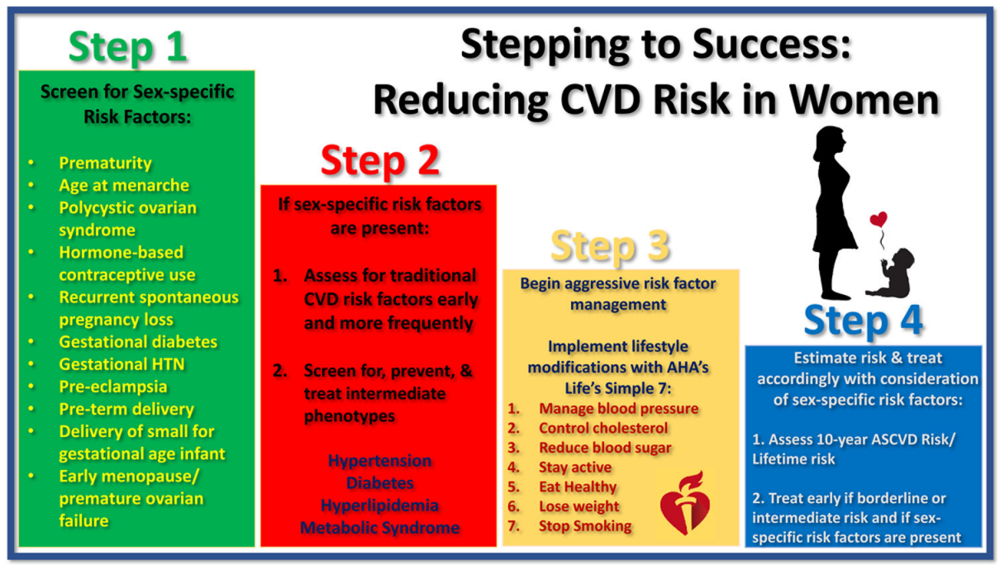 Stepping to Success:
Reducing CVD Risk in Women
Step 1
Screen for Sex-specific
Risk Factors:
• Prematurity
• Age at menarche
• Polycystic ovarian
syndrome
• Hormone-based
contraceptive use
• Recurrent spontaneous
pregnancy loss
• Gestational diabetes
• Gestational HTN
• Pre-eclampsia
• Pre-term delivery
• Delivery of small for
gestational age infant
• Early menopause/
premature ovarian
failure
Step 2
If sex-specific risk factors
are present:
1. Assess for traditional
CVD risk factors early
and more frequently
2. Screen for, prevent, &
treat intermediate
phenotypes
Hypertension
Diabetes
Hyperlipidemia
Metabolic Syndrome
Step 3
Begin aggressive risk factor
management
Implement lifestyle
modifications with AHA's
Life's Simple 7:
1. Manage blood pressure
2. Control cholesterol
3. Reduce blood sugar
4. Stay active
5. Eat Healthy
6. Lose weight
7. Stop Smoking
Step 4
Estimate risk & treat
accordingly with consideration
of sex-specific risk factors:
1. Assess 10-year ASCVD Risk/
Lifetime risk
2. Treat early if borderline or
intermediate risk and if sex-
specific risk factors are present